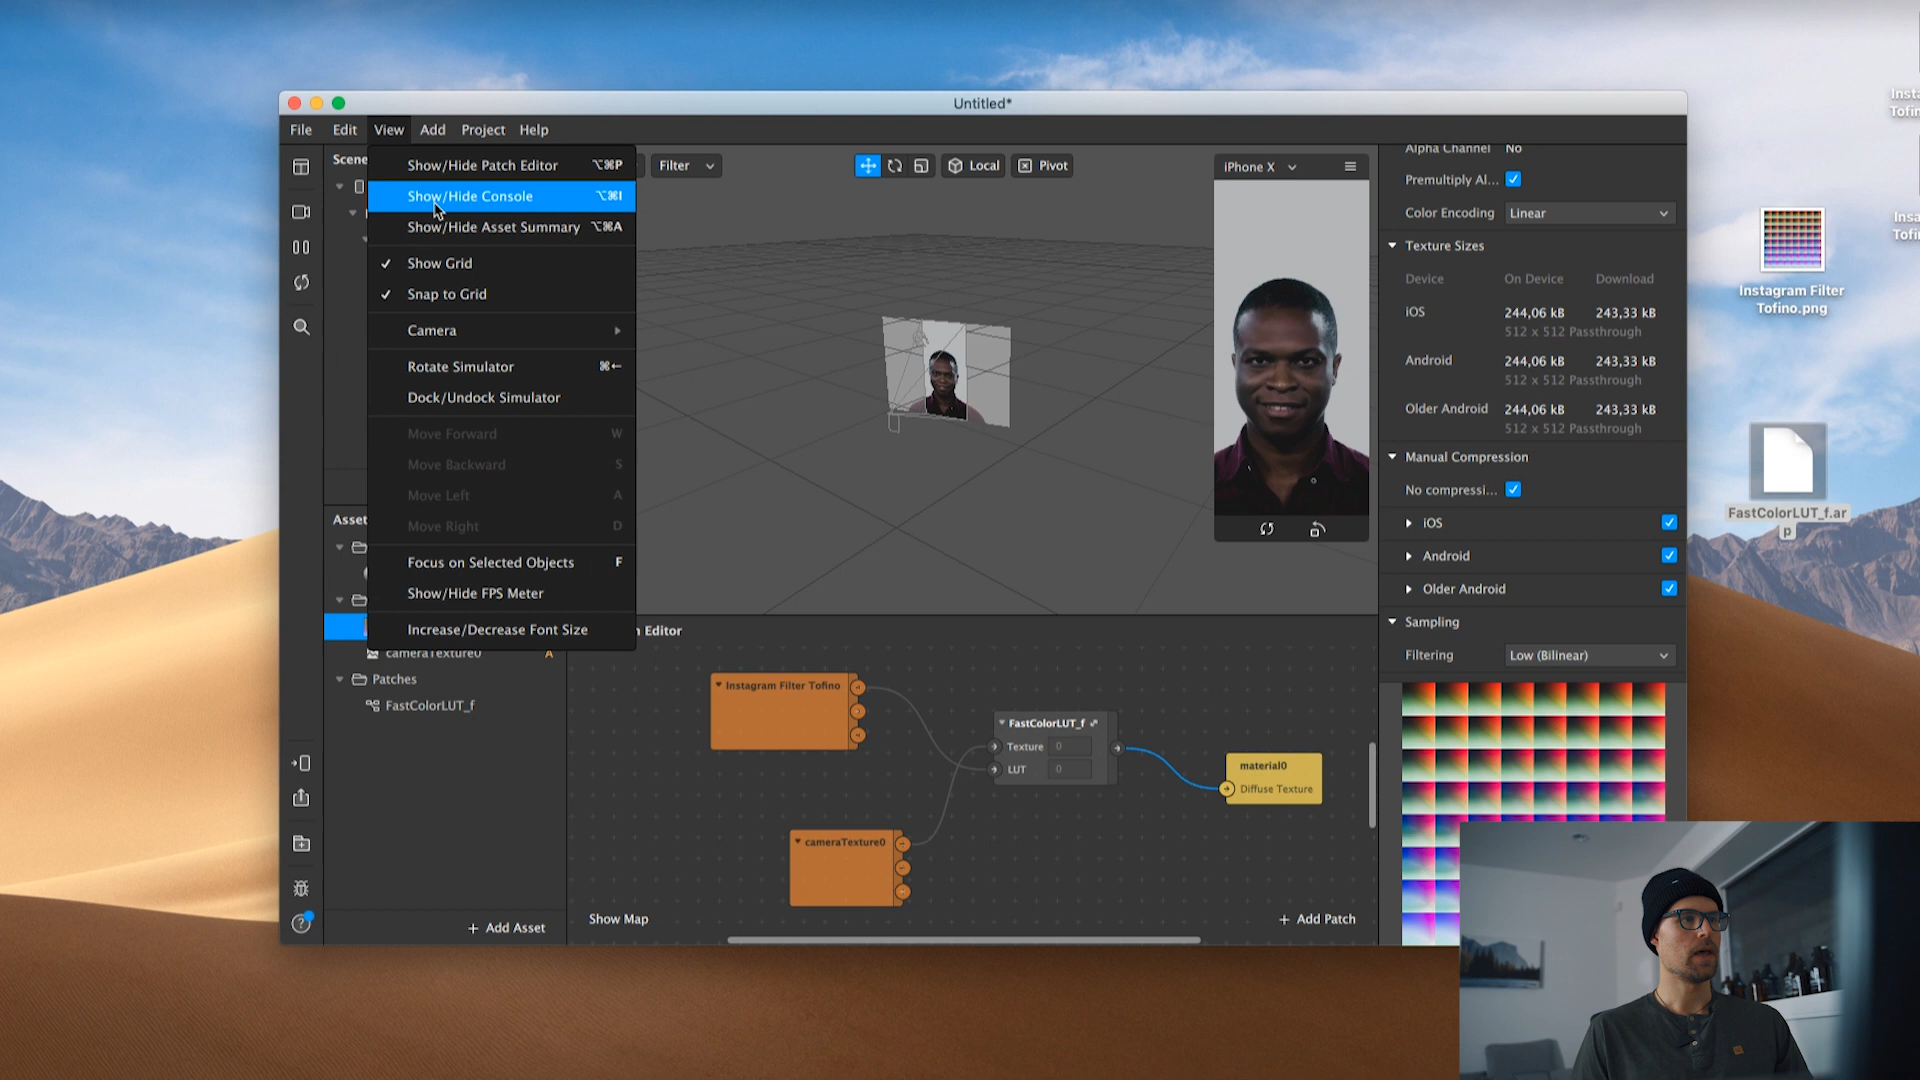 Untitled*
File Edit View Add Project Help
Scene
Show/Hide Patch Editor ⌥⌘P
Show/Hide Console ⌥⌘I
Show/Hide Asset Summary ⌥⌘A
Show Grid
Snap to Grid
Camera
Rotate Simulator ⌘←
Dock/Undock Simulator
Move Forward W
Move Backward S
Move Left A
Move Right D
Focus on Selected Objects F
Show/Hide FPS Meter
Increase/Decrease Font Size
Filter
Local
Pivot
iPhone X
Asset
cameraTexture0 A
Patches
FastColorLUT_f
+ Add Asset
Editor
Instagram Filter Tofino
FastColorLUT_f
Texture 0
LUT 0
material0
Diffuse Texture
cameraTexture0
Show Map
+ Add Patch
Alpha Channel No
Premultiply Al...
Color Encoding Linear
Texture Sizes
Device On Device Download
iOS 244,06 kB 243,33 kB
512 x 512 Passthrough
Android 244,06 kB 243,33 kB
512 x 512 Passthrough
Older Android 244,06 kB 243,33 kB
512 x 512 Passthrough
Manual Compression
No compressi...
iOS
Android
Older Android
Sampling
Filtering Low (Bilinear)
Instagram Filter
Tofino.png
FastColorLUT_f.ar
p
Insta
Tofin
Insa
Tofi